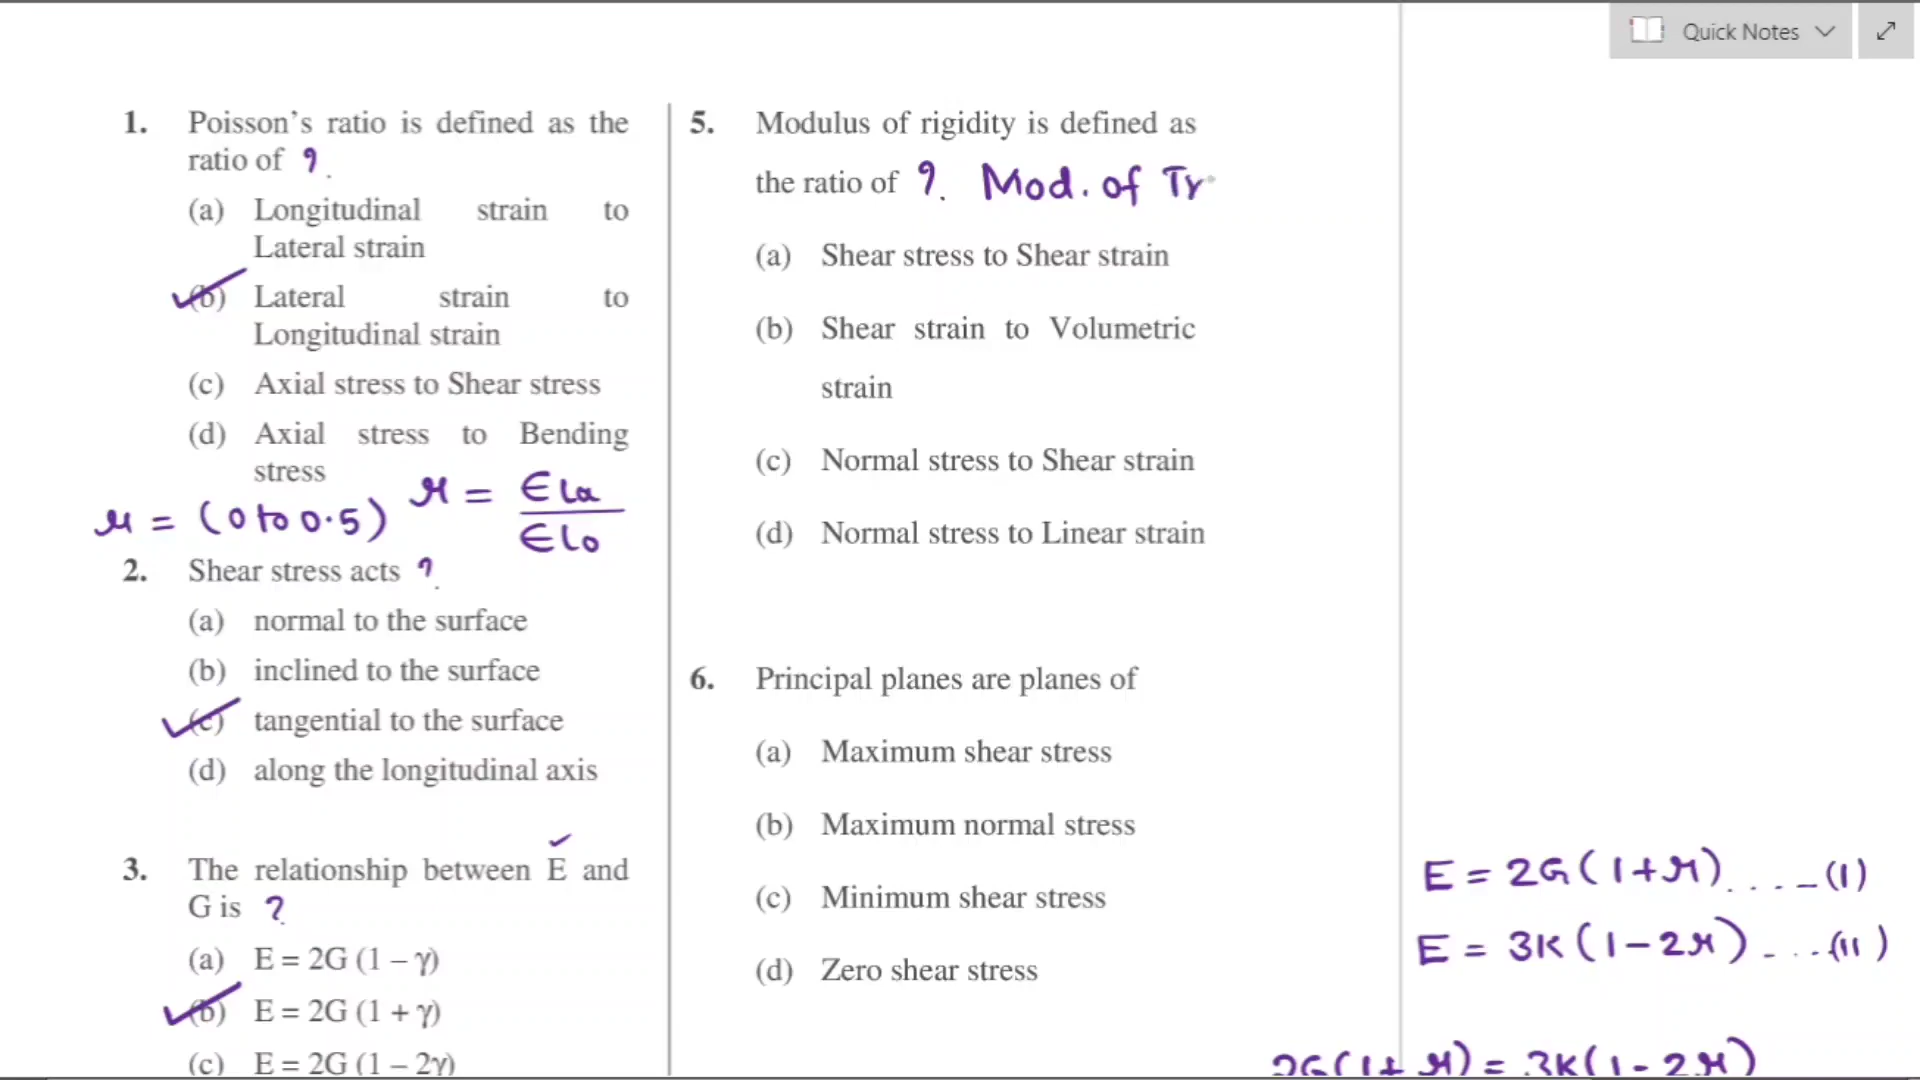 Quick Notes
1. Poisson's ratio is defined as the
ratio of ?
(a) Longitudinal strain to
Lateral strain
(b) Lateral strain to
Longitudinal strain
(c) Axial stress to Shear stress
(d) Axial stress to Bending
stress
μ = (0 to 0.5) μ = ϵla / ϵlo
2. Shear stress acts ?
(a) normal to the surface
(b) inclined to the surface
(c) tangential to the surface
(d) along the longitudinal axis
3. The relationship between E and
G is ?
(a) E = 2G (1 – γ)
(b) E = 2G (1 + γ)
(c) E = 2G (1 – 2γ)
5. Modulus of rigidity is defined as
the ratio of ? Mod. of Tr
(a) Shear stress to Shear strain
(b) Shear strain to Volumetric
strain
(c) Normal stress to Shear strain
(d) Normal stress to Linear strain
6. Principal planes are planes of
(a) Maximum shear stress
(b) Maximum normal stress
(c) Minimum shear stress
(d) Zero shear stress
E = 2G(1+μ) .... –(I)
E = 3K(1–2μ) – ...(II)
2G(1+μ) = 3K(1-2μ)